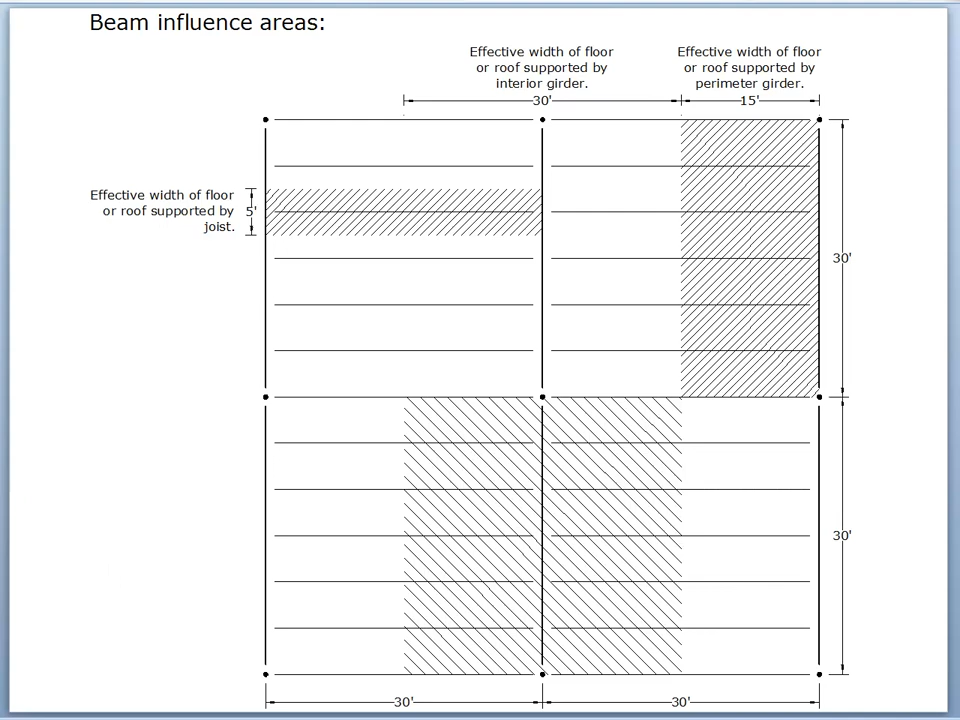 Beam influence areas:
Effective width of floor
or roof supported by
interior girder.
Effective width of floor
or roof supported by
perimeter girder.
30'
15'
Effective width of floor
or roof supported by
joist.
5'
30'
30'
30'
30'